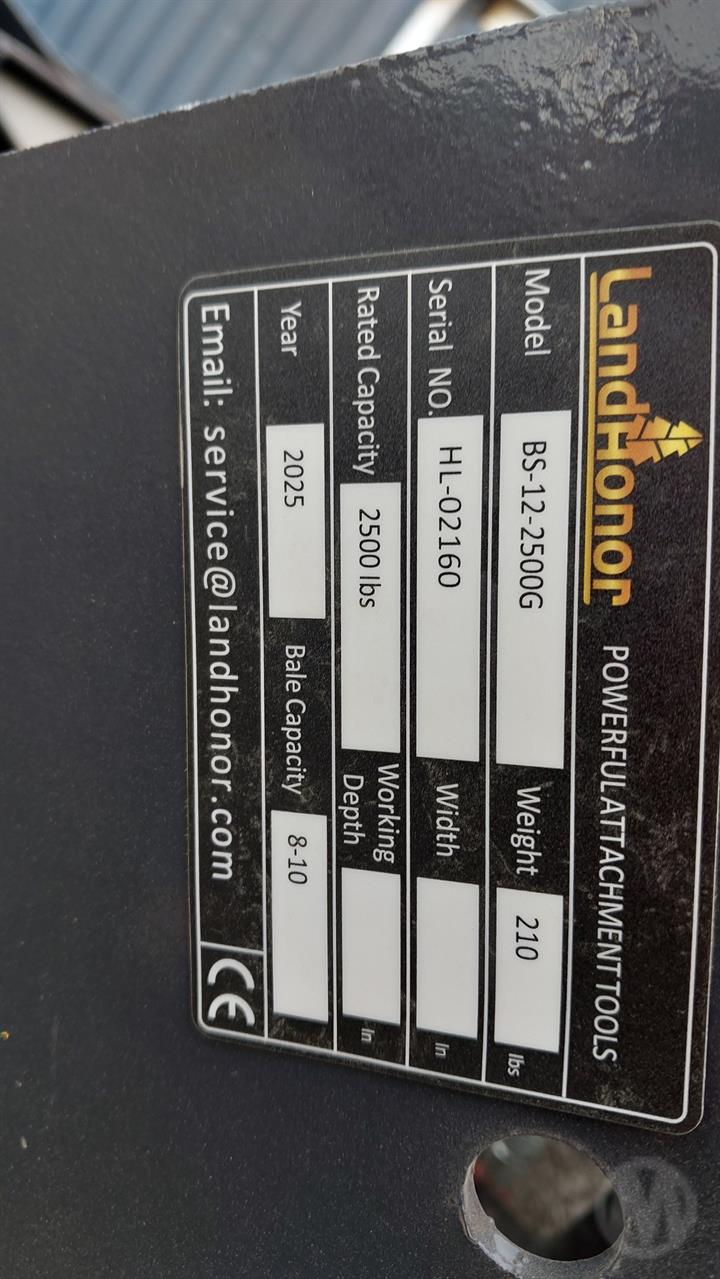 LandHonor POWERFUL ATTACHMENT TOOLS
Model BS-12-2500G Weight 210 lbs
Serial NO. HL-02160 Width In
Rated Capacity 2500 lbs Working Depth In
Year 2025 Bale Capacity 8-10
Email: service@landhonor.com CE